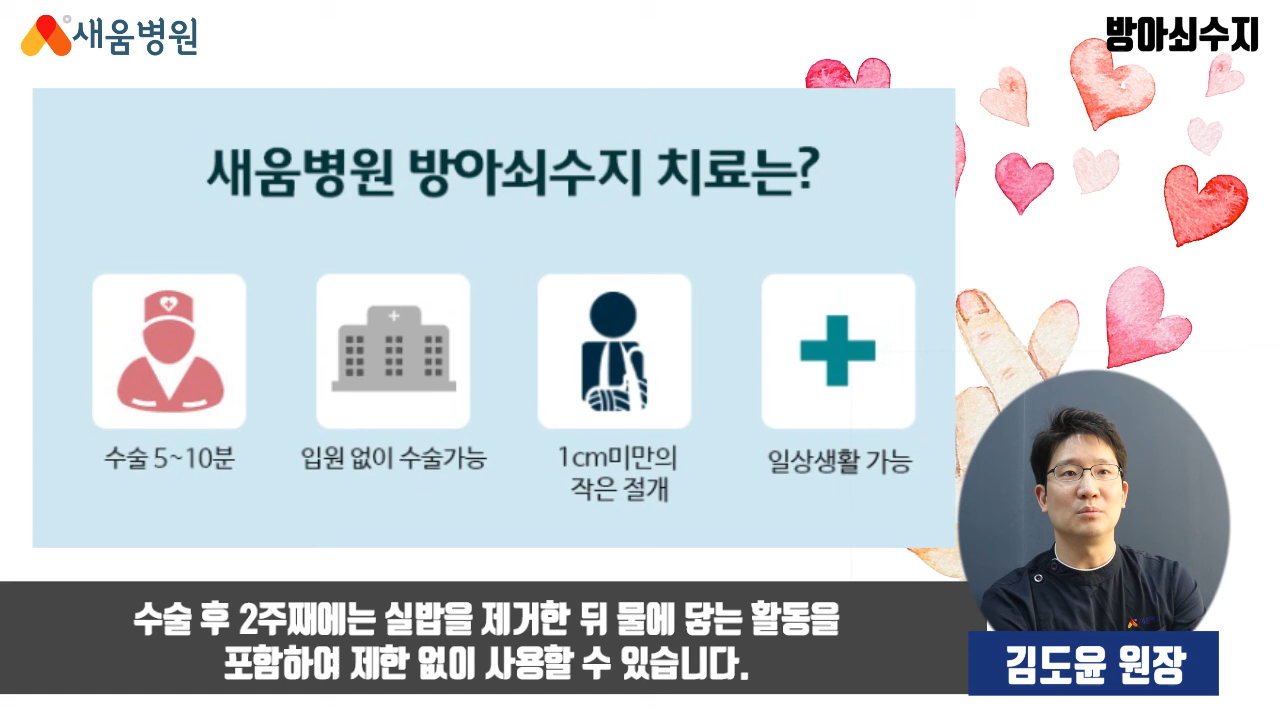 새움병원
방아쇠수지
새움병원 방아쇠수지 치료는?
수술 5~10분
입원 없이 수술가능
1cm미만의
작은 절개
일상생활 가능
수술 후 2주째에는 실밥을 제거한 뒤 물에 닿는 활동을
포함하여 제한 없이 사용할 수 있습니다.
김도윤 원장